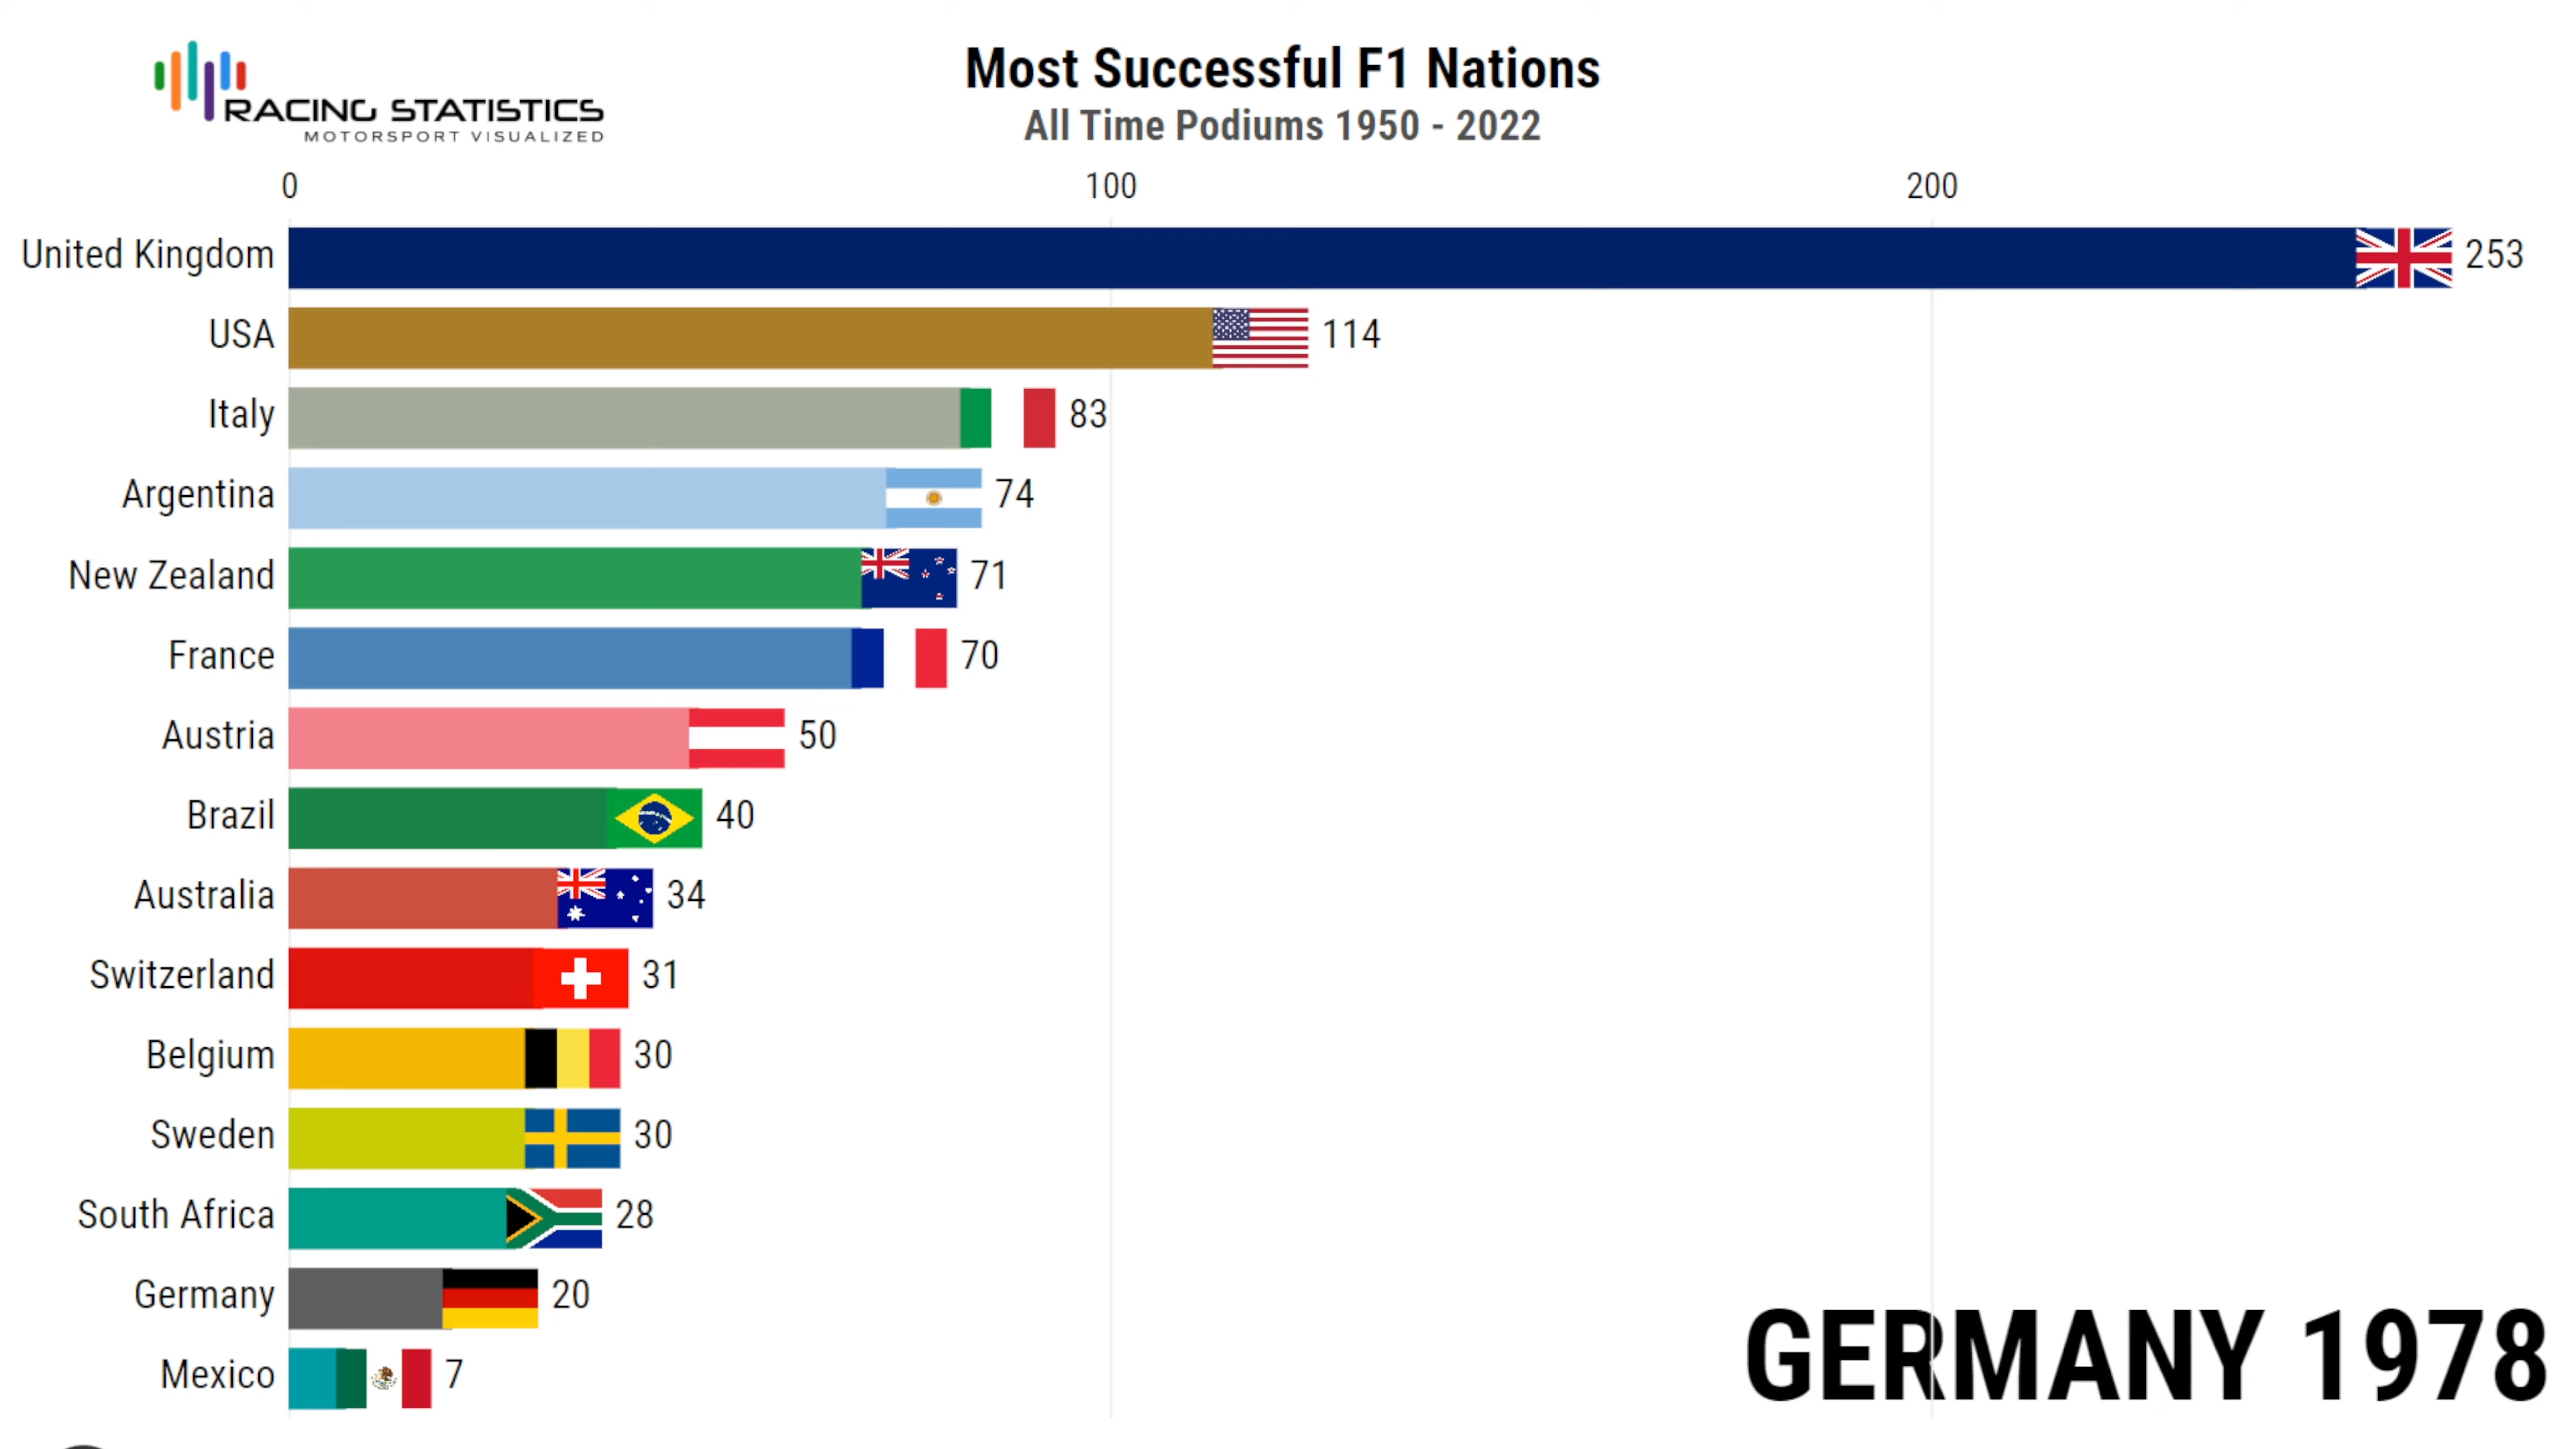 RACING STATISTICS
MOTORSPORT VISUALIZED
Most Successful F1 Nations
All Time Podiums 1950 - 2022
0 100 200
United Kingdom 253
USA 114
Italy 83
Argentina 74
New Zealand 71
France 70
Austria 50
Brazil 40
Australia 34
Switzerland 31
Belgium 30
Sweden 30
South Africa 28
Germany 20
Mexico 7
GERMANY 1978